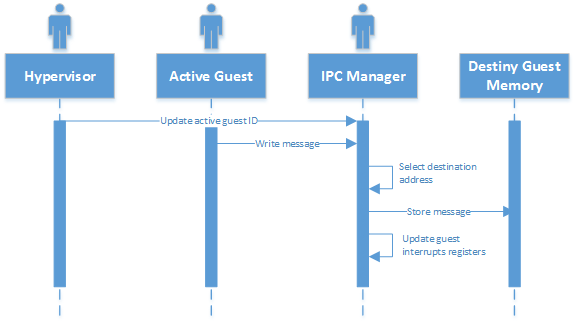 Hypervisor
Active Guest
IPC Manager
Destiny Guest
Memory
Update active guest ID
Write message
Select destination
address
Store message
Update guest
interrupts registers